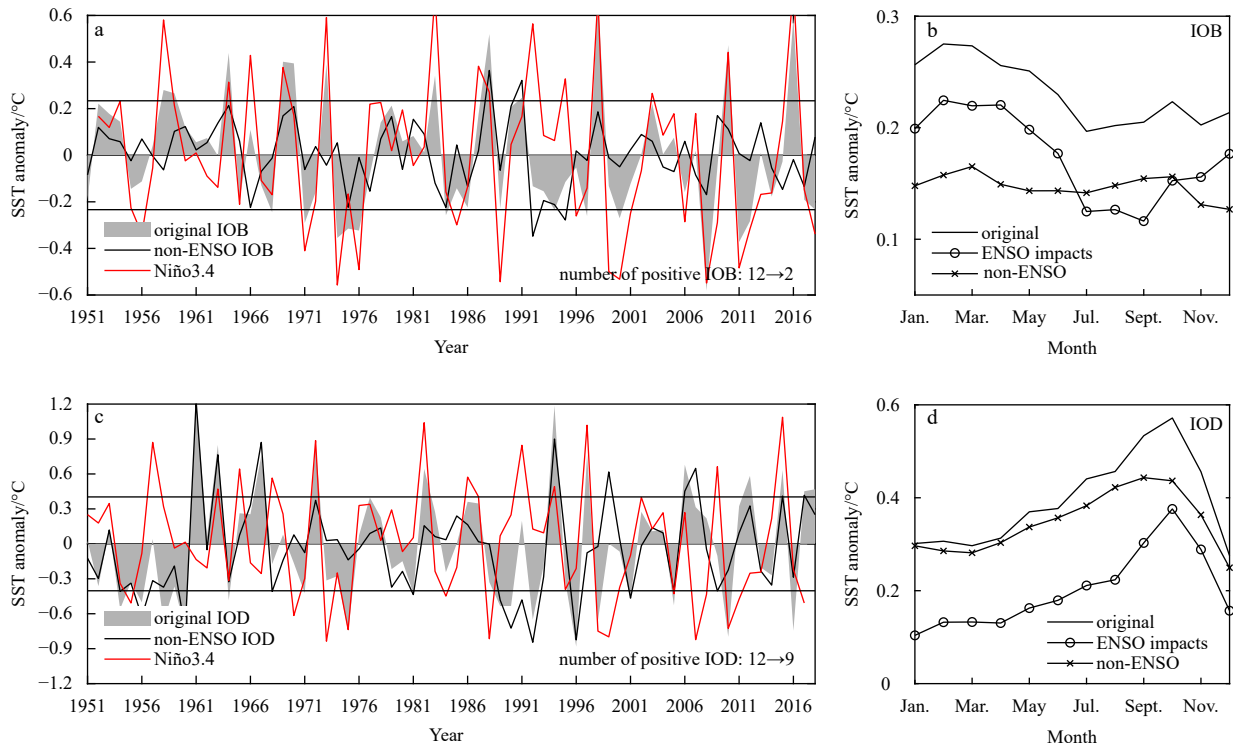 a
SST anomaly/°C
0.6
0.4
0.2
0
−0.2
−0.4
−0.6
original IOB
non-ENSO IOB
Niño3.4
number of positive IOB: 12→2
1951 1956 1961 1966 1971 1976 1981 1986 1991 1996 2001 2006 2011 2016
Year
b
IOB
SST anomaly/°C
0.3
0.2
0.1
original
ENSO impacts
non-ENSO
Jan. Mar. May Jul. Sept. Nov.
Month
c
SST anomaly/°C
1.2
0.9
0.6
0.3
0
−0.3
−0.6
−0.9
−1.2
original IOD
non-ENSO IOD
Niño3.4
number of positive IOD: 12→9
1951 1956 1961 1966 1971 1976 1981 1986 1991 1996 2001 2006 2011 2016
Year
d
IOD
SST anomaly/°C
0.6
0.4
0.2
0
original
ENSO impacts
non-ENSO
Jan. Mar. May Jul. Sept. Nov.
Month